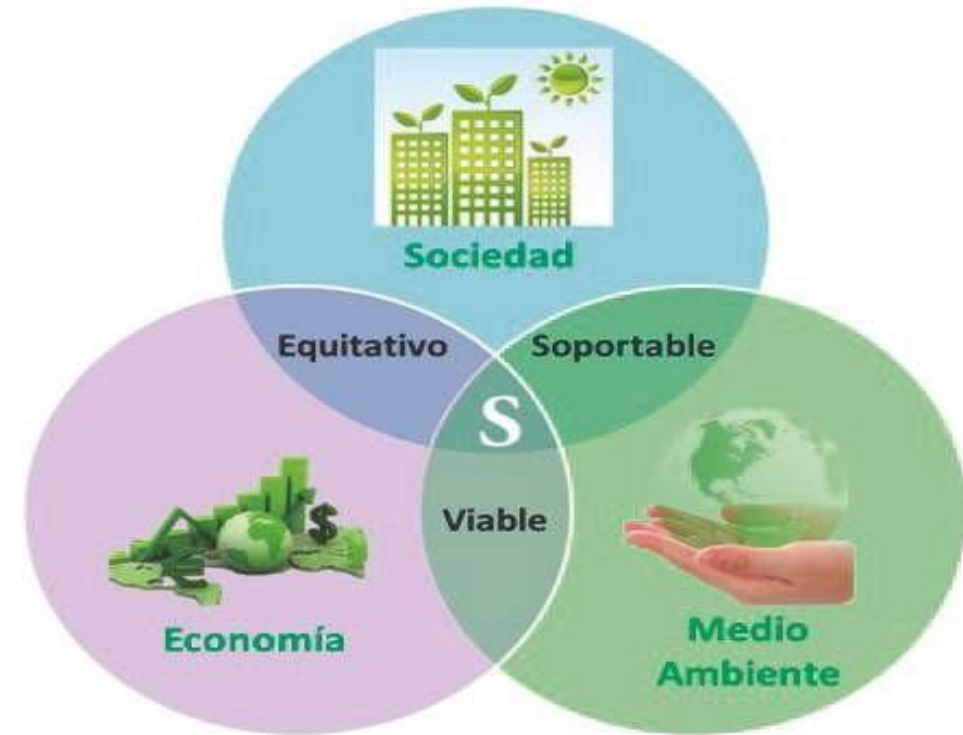 Sociedad
Equitativo
Soportable
S
Viable
$
€
Economía
Medio
Ambiente